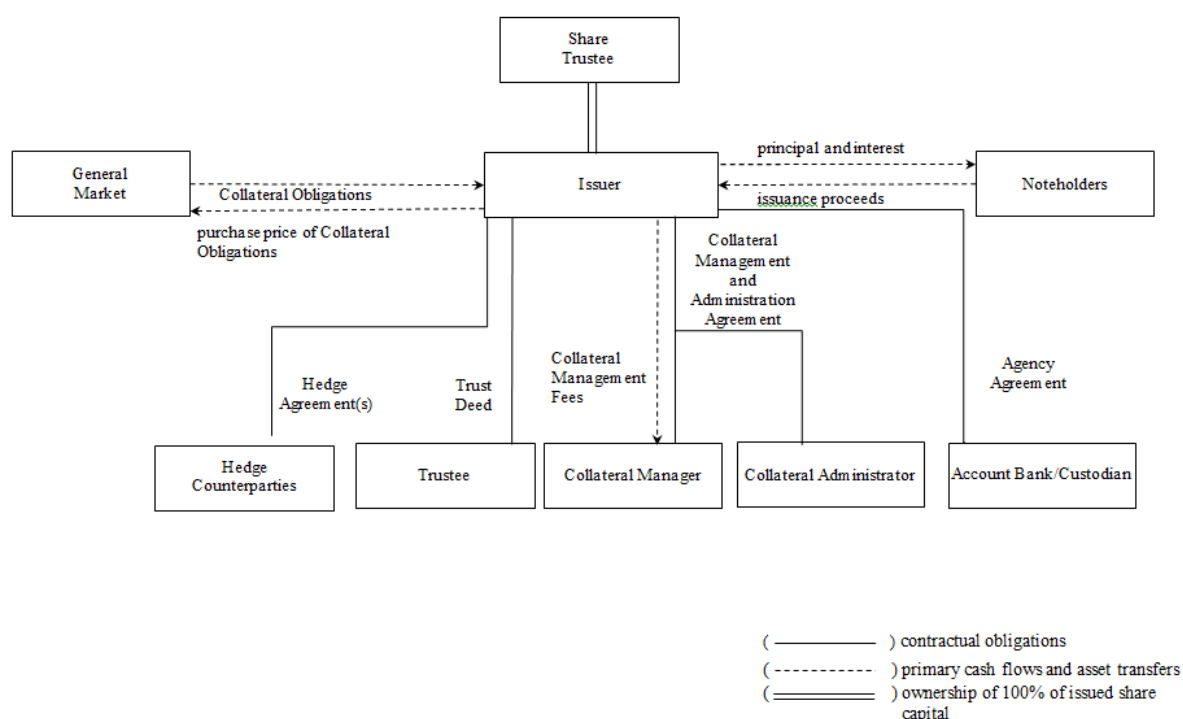 Share
Trustee
General
Market
Issuer
Noteholders
principal and interest
issuance proceeds
Collateral Obligations
purchase price of Collateral
Obligations
Collateral
Management
and
Administration
Agreement
Hedge
Agreement(s)
Trust
Deed
Collateral
Management
Fees
Agency
Agreement
Hedge
Counterparties
Trustee
Collateral Manager
Collateral Administrator
Account Bank/Custodian
( ) contractual obligations
( ) primary cash flows and asset transfers
( ) ownership of 100% of issued share
capital